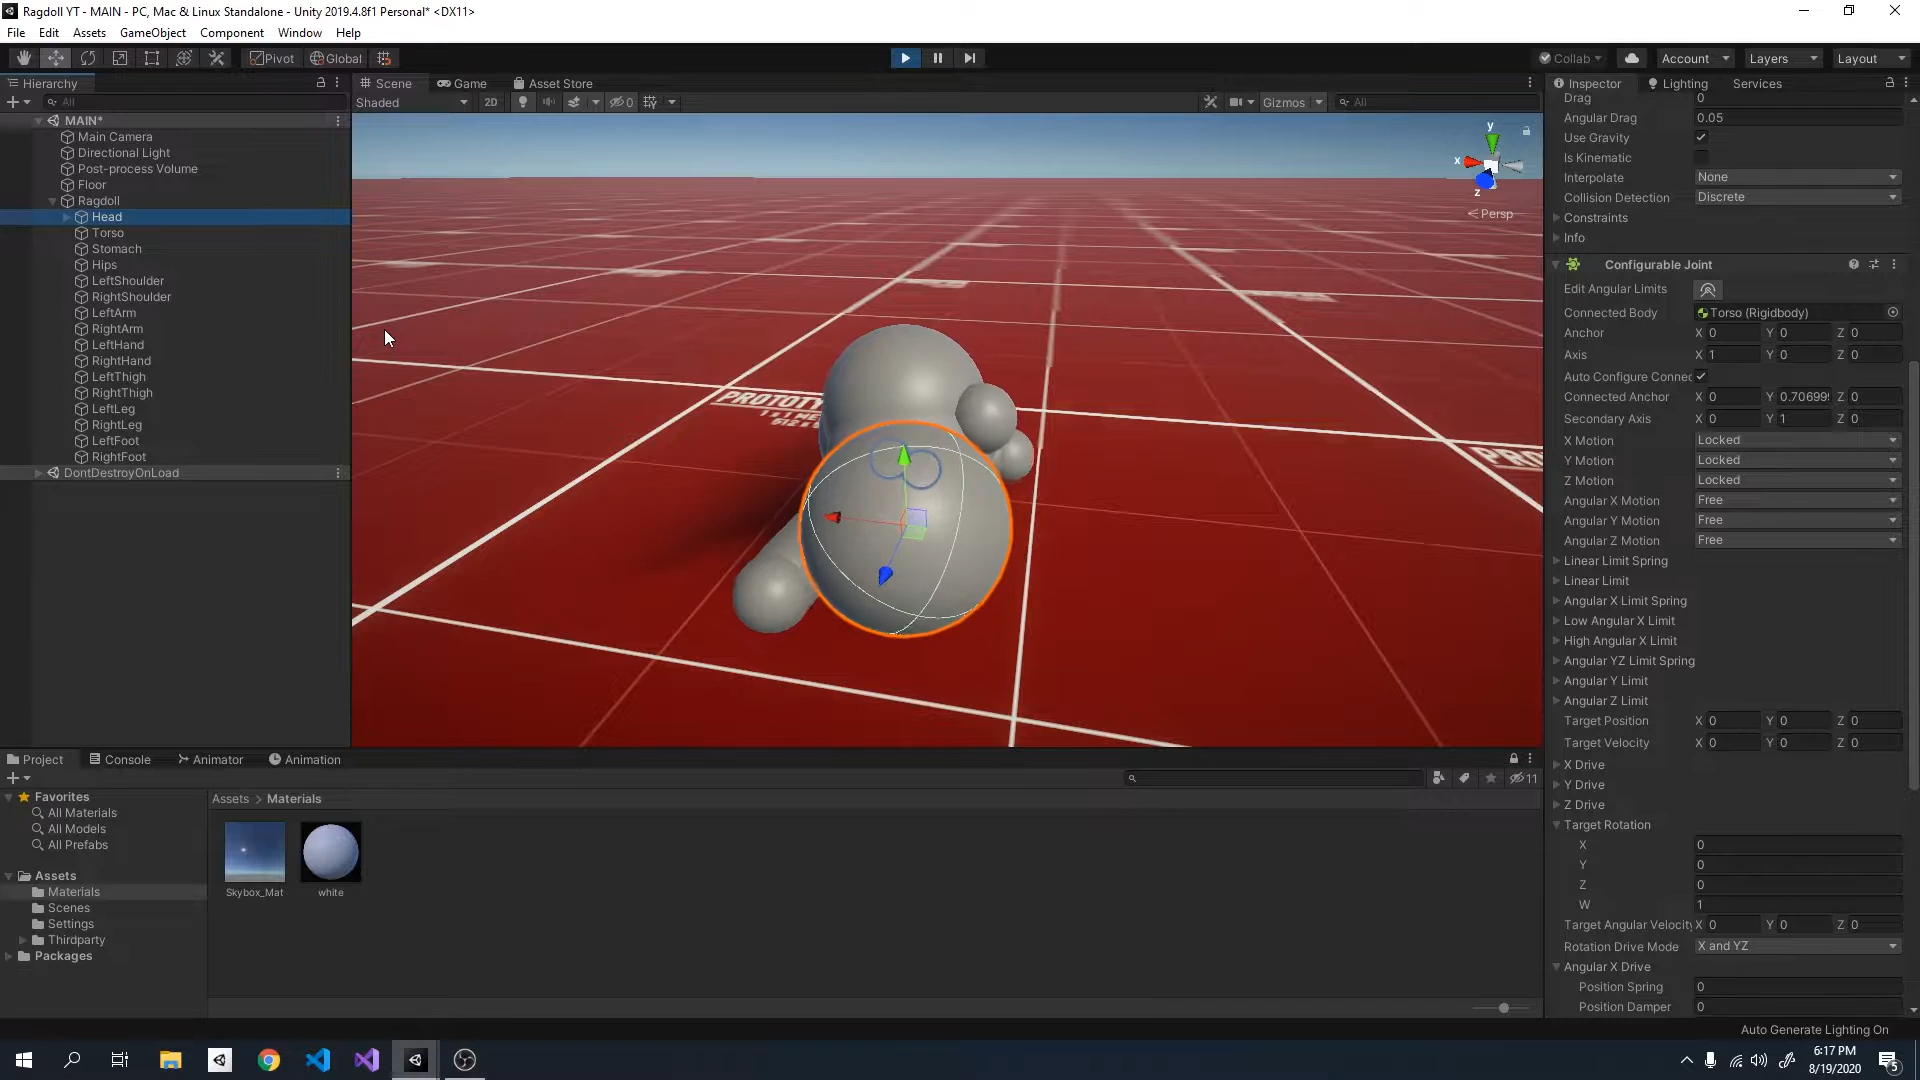 Ragdoll YT - MAIN - PC, Mac & Linux Standalone - Unity 2019.4.8f1 Personal* <DX11>
File Edit Assets GameObject Component Window Help
Pivot Global Collab Account Layers Layout
Hierarchy
All
MAIN*
Main Camera
Directional Light
Post-process Volume
Floor
Ragdoll
Head
Torso
Stomach
Hips
LeftShoulder
RightShoulder
LeftArm
RightArm
LeftHand
RightHand
LeftThigh
RightThigh
LeftLeg
RightLeg
LeftFoot
RightFoot
DontDestroyOnLoad
Scene Game Asset Store
Shaded 2D 0 Gizmos All
y
x
z
< Persp
PROTOTY
1 x 1 ME
512 x
PRO
Inspector Lighting Services
Drag 0
Angular Drag 0.05
Use Gravity
Is Kinematic
Interpolate None
Collision Detection Discrete
Constraints
Info
Configurable Joint
Edit Angular Limits
Connected Body Torso (Rigidbody)
Anchor X 0 Y 0 Z 0
Axis X 1 Y 0 Z 0
Auto Configure Connec
Connected Anchor X 0 Y 0.70699 Z 0
Secondary Axis X 0 Y 1 Z 0
X Motion Locked
Y Motion Locked
Z Motion Locked
Angular X Motion Free
Angular Y Motion Free
Angular Z Motion Free
Linear Limit Spring
Linear Limit
Angular X Limit Spring
Low Angular X Limit
High Angular X Limit
Angular YZ Limit Spring
Angular Y Limit
Angular Z Limit
Target Position X 0 Y 0 Z 0
Target Velocity X 0 Y 0 Z 0
X Drive
Y Drive
Z Drive
Target Rotation
X 0
Y 0
Z 0
W 1
Target Angular Velocity X 0 Y 0 Z 0
Rotation Drive Mode X and YZ
Angular X Drive
Position Spring 0
Position Damper 0
Project Console Animator Animation
11
Favorites
All Materials
All Models
All Prefabs
Assets
Materials
Scenes
Settings
Thirdparty
Packages
Assets > Materials
Skybox_Mat white
Auto Generate Lighting On
6:17 PM
8/19/2020
5